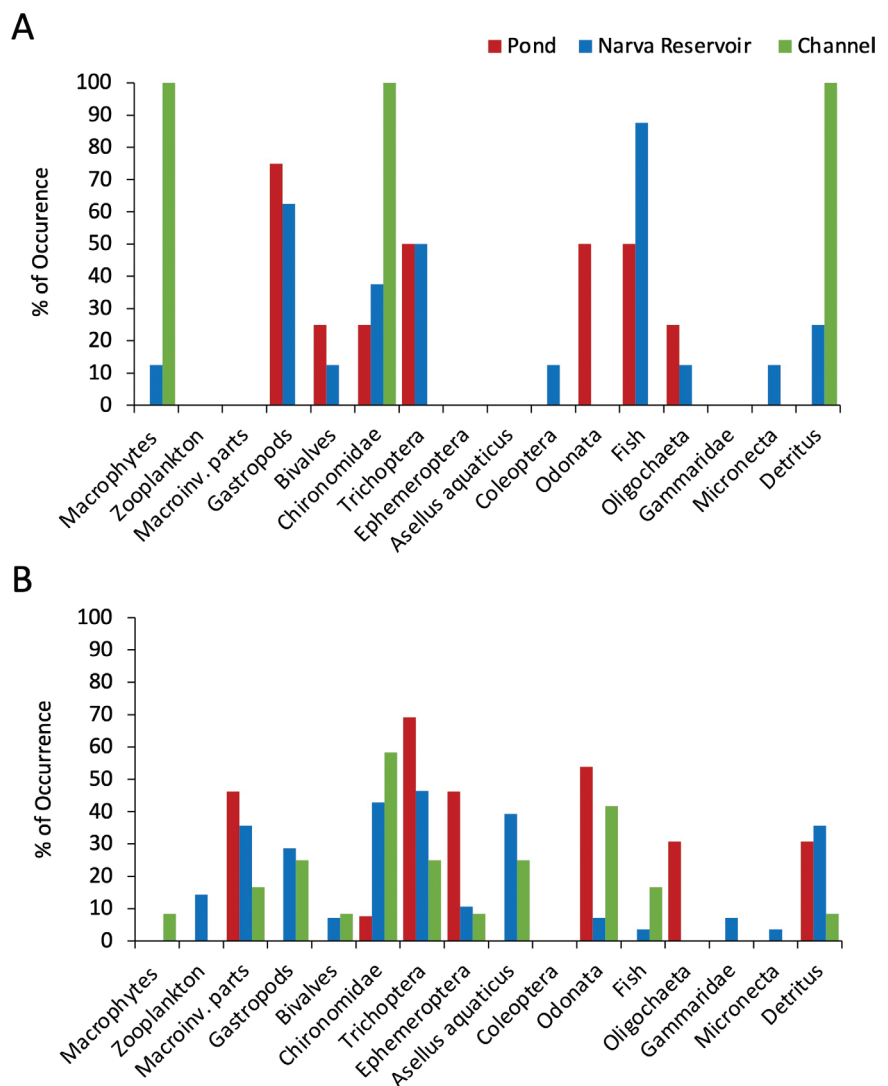 A
Pond Narva Reservoir Channel
% of Occurence
100
90
80
70
60
50
40
30
20
10
0
Macrophytes
Zooplankton
Macroinv. parts
Gastropods
Bivalves
Chironomidae
Trichoptera
Ephemeroptera
Asellus aquaticus
Coleoptera
Odonata
Fish
Oligochaeta
Gammaridae
Micronecta
Detritus
B
% of Occurrence
100
90
80
70
60
50
40
30
20
10
0
Macrophytes
Zooplankton
Macroinv. parts
Gastropods
Bivalves
Chironomidae
Trichoptera
Ephemeroptera
Asellus aquaticus
Coleoptera
Odonata
Fish
Oligochaeta
Gammaridae
Micronecta
Detritus